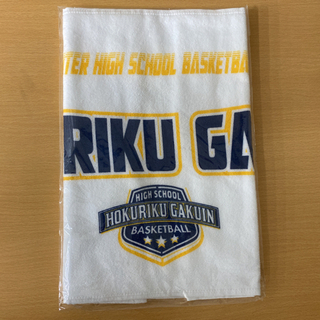 TER HIGH SCHOOL BASKETBA
RIKU GA
HIGH SCHOOL
HOKURIKU GAKUIN
BASKETBALL